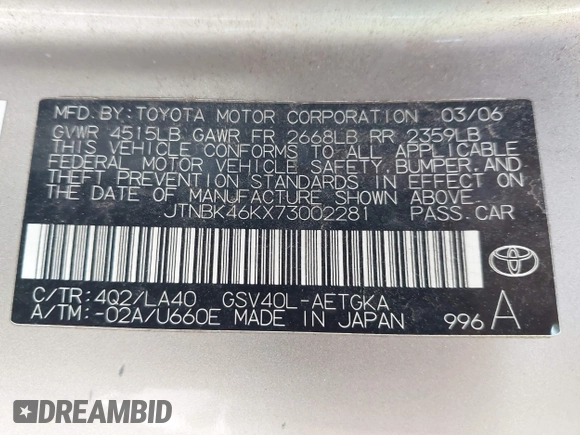 MFD.BY:TOYOTA MOTOR CORPORATION 03/06
GVWR 4515LB GAWR FR 2668LB RR 2359LB
THIS VEHICLE CONFORMS TO ALL APPLICABLE
FEDERAL MOTOR VEHICLE SAFETY, BUMPER, AND
THEFT PREVENTION STANDARDS IN EFFECT ON
THE DATE OF MANUFACTURE SHOWN ABOVE.
JTNBK46KX73002281 PASS.CAR
C/TR:4Q2/LA40 GSV40L-AETGKA
A/TM:-02A/U660E MADE IN JAPAN 996 A
DREAMBID